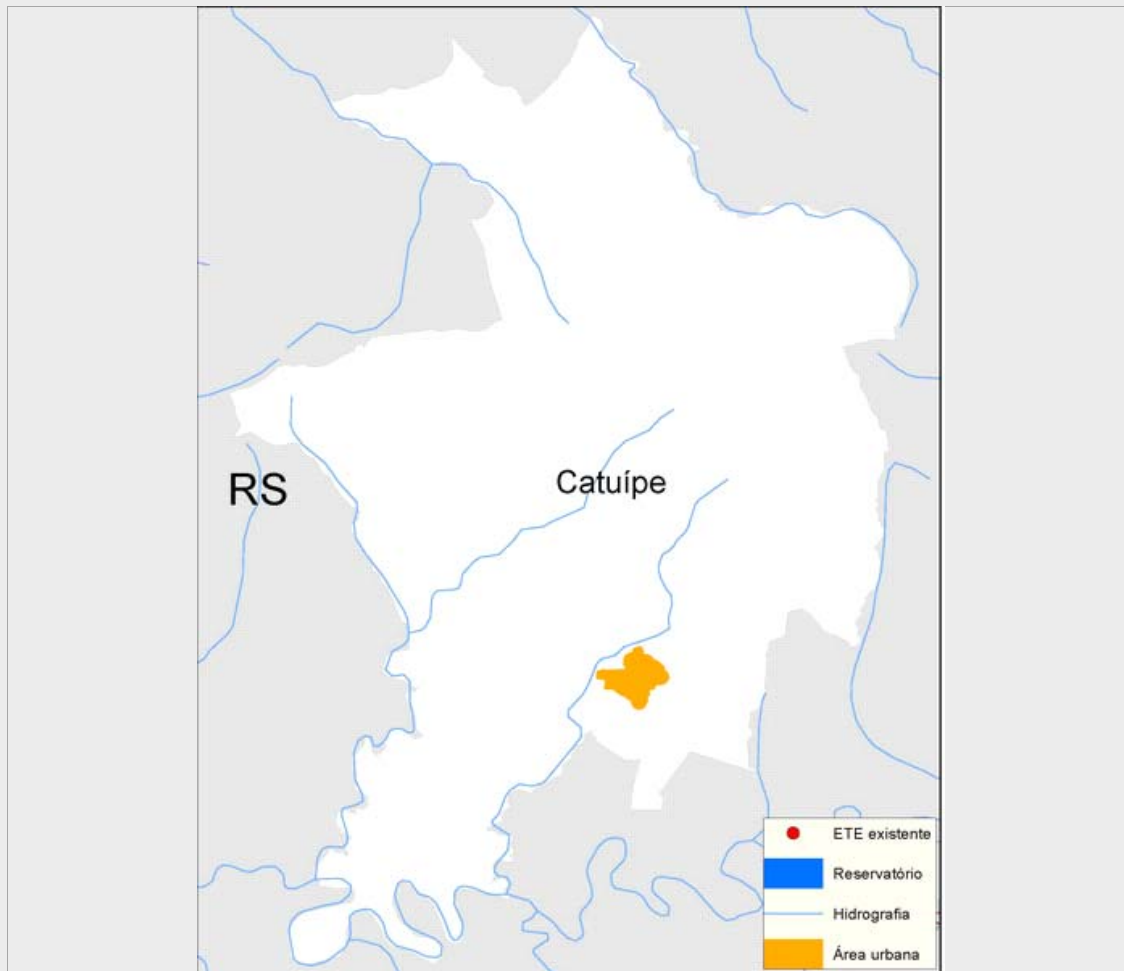 RS
Catuípe
ETE existente
Reservatório
Hidrografia
Área urbana